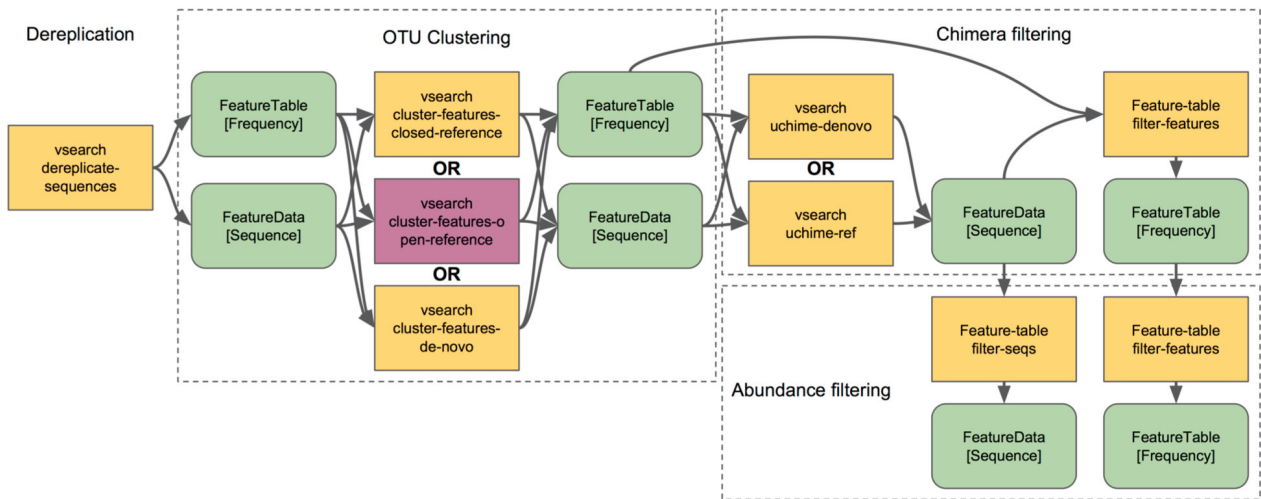 Dereplication
vsearch
dereplicate-
sequences
OTU Clustering
FeatureTable
[Frequency]
FeatureData
[Sequence]
vsearch
cluster-features-
closed-reference
OR
vsearch
cluster-features-o
pen-reference
OR
vsearch
cluster-features-
de-novo
FeatureTable
[Frequency]
FeatureData
[Sequence]
Chimera filtering
vsearch
uchime-denovo
OR
vsearch
uchime-ref
FeatureData
[Sequence]
Feature-table
filter-features
FeatureTable
[Frequency]
Abundance filtering
Feature-table
filter-seqs
FeatureData
[Sequence]
Feature-table
filter-features
FeatureTable
[Frequency]